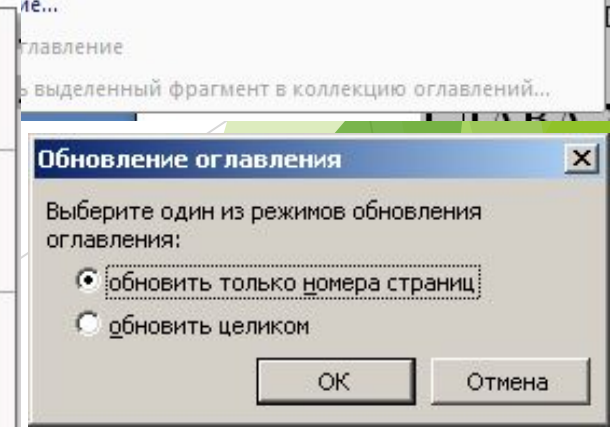 главление
выделенный фрагмент в коллекцию оглавлений...
Обновление оглавления
Выберите один из режимов обновления
оглавления:
обновить только номера страниц
обновить целиком
ОК
Отмена